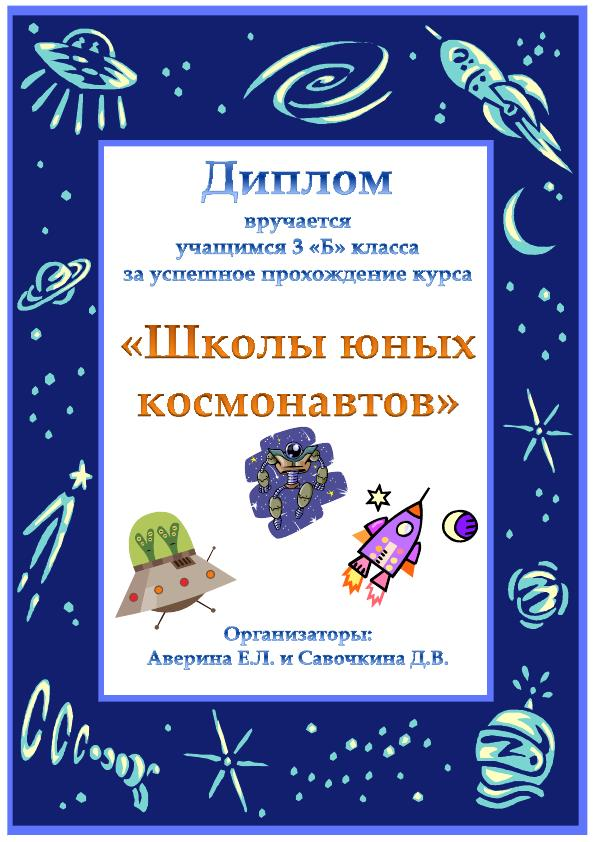 Диплом
вручается
учащимся 3 «Б» класса
за успешное прохождение курса
«Школы юных
космонавтов»
Организаторы:
Аверина Е.Л. и Савочкина Д.В.